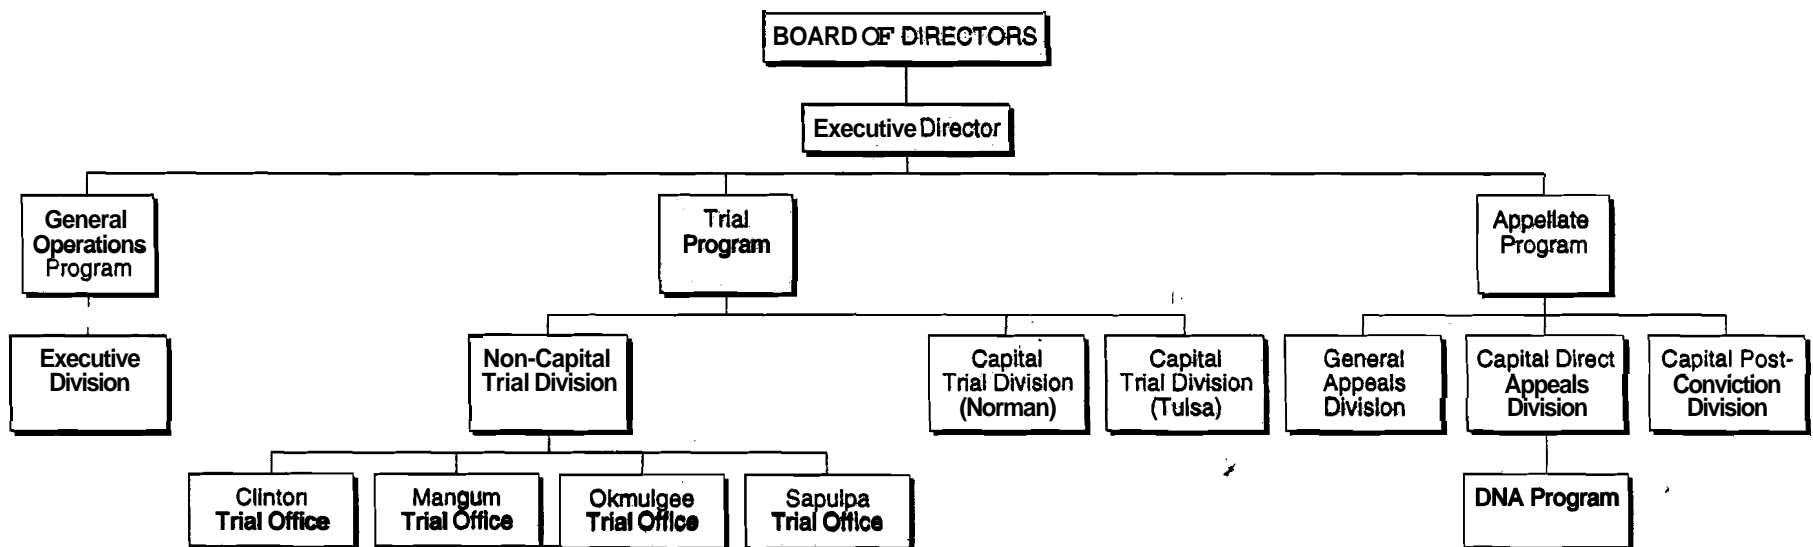 BOARD OF DIRECTORS
Executive Director
General
Operations
Program
Trial
Program
Appellate
Program
Executive
Division
Non-Capital
Trial Division
Capital
Trial Division
(Norman)
Capital
Trial Division
(Tulsa)
General
Appeals
Division
Capital Direct
Appeals
Division
Capital Post-
Conviction
Division
Clinton
Trial Office
Mangum
Trial Office
Okmulgee
Trial Office
Sapulpa
Trial Office
DNA Program